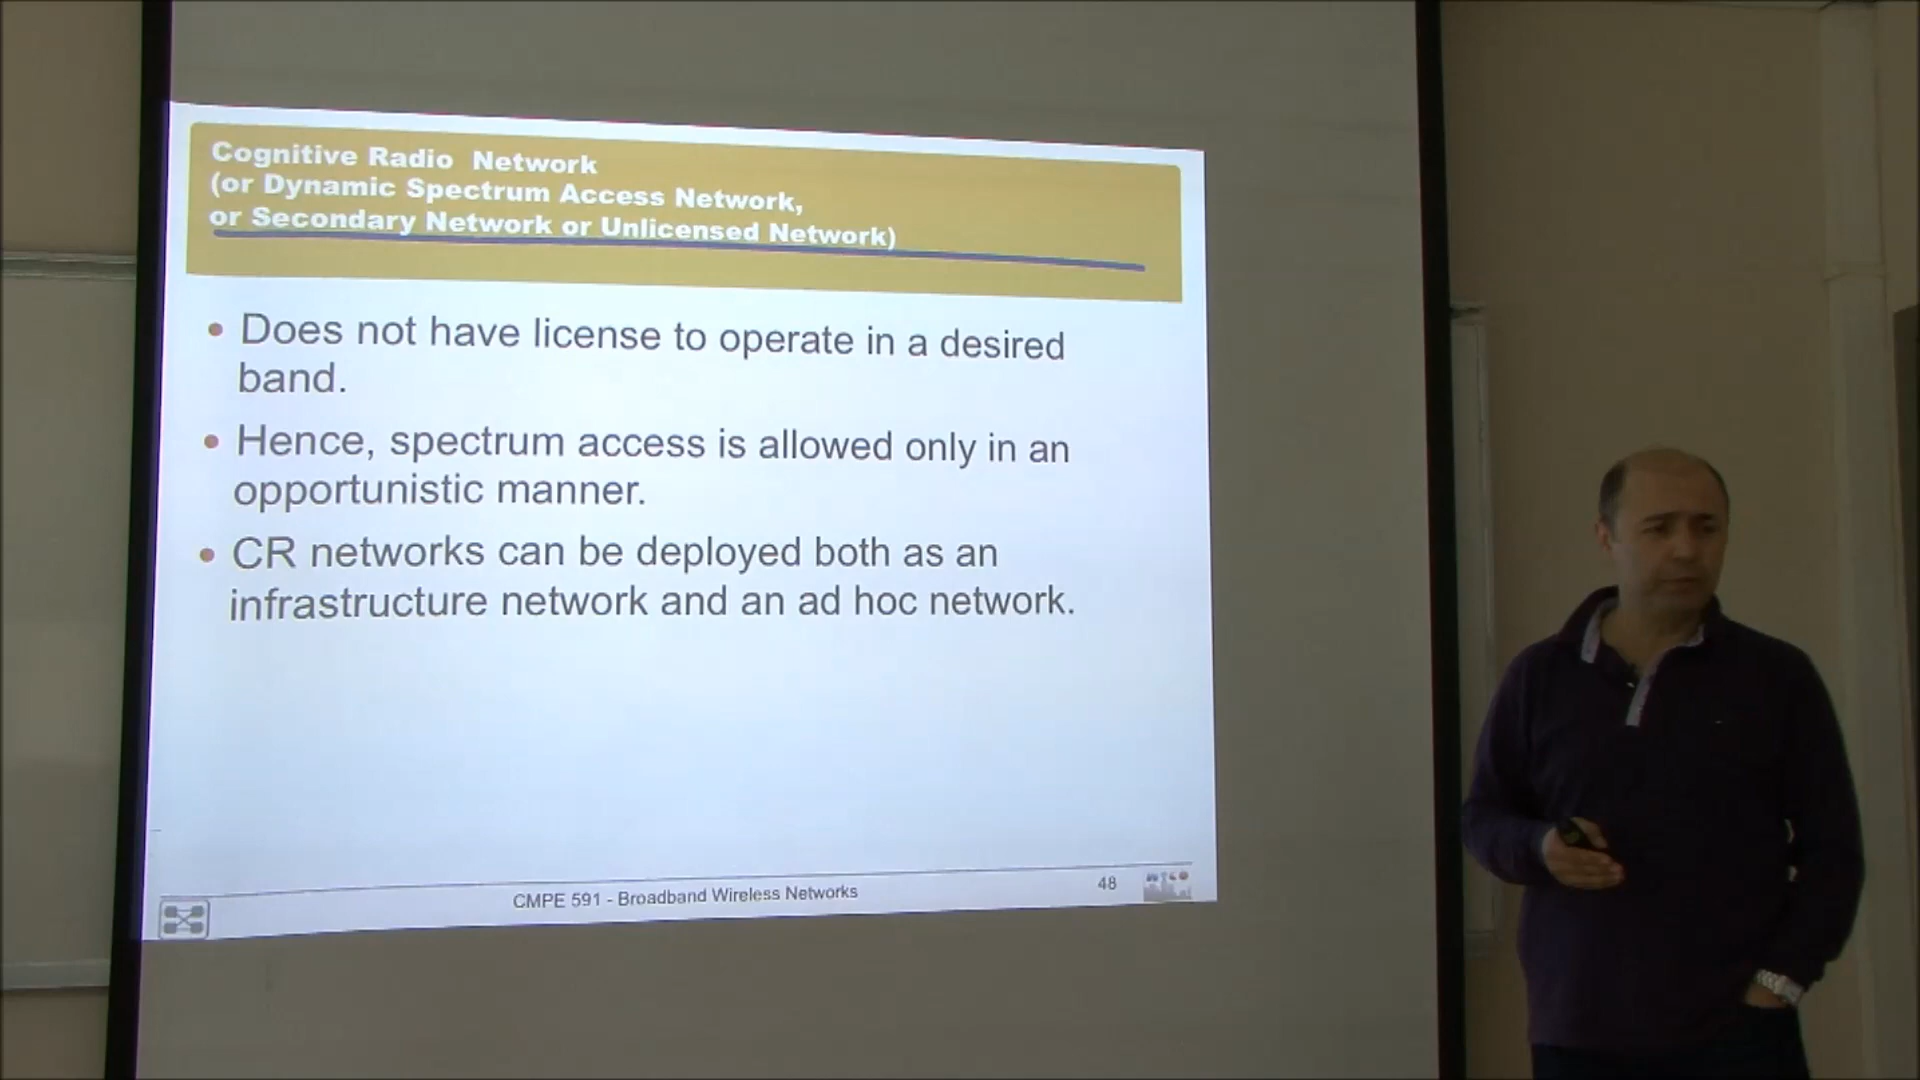 Cognitive Radio Network
(or Dynamic Spectrum Access Network,
or Secondary Network or Unlicensed Network)
• Does not have license to operate in a desired
band.
• Hence, spectrum access is allowed only in an
opportunistic manner.
• CR networks can be deployed both as an
infrastructure network and an ad hoc network.
CMPE 591 - Broadband Wireless Networks
48